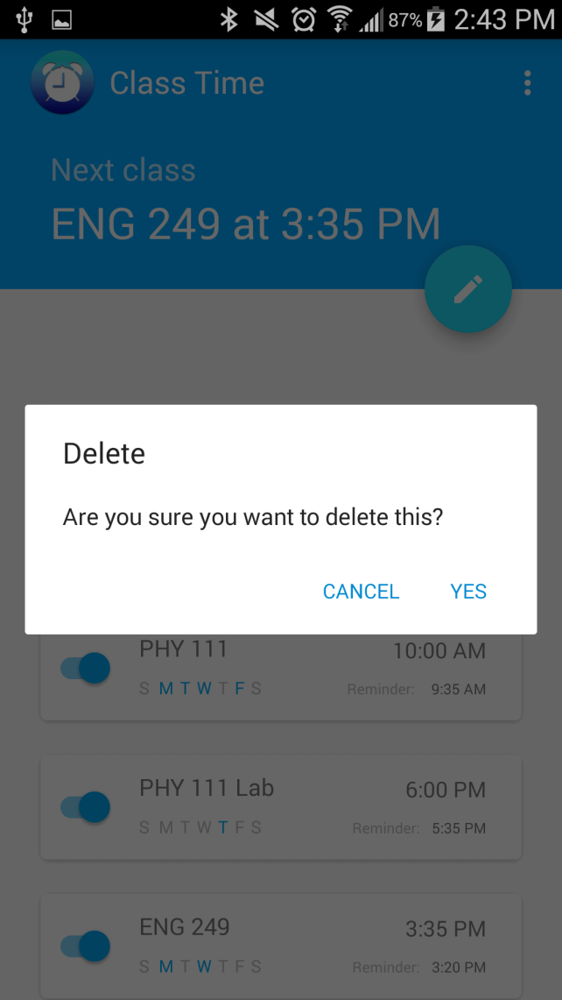 87% 2:43 PM
Class Time
Next class
ENG 249 at 3:35 PM
Delete
Are you sure you want to delete this?
CANCEL YES
PHY 111 10:00 AM
S M T W T F S Reminder: 9:35 AM
PHY 111 Lab 6:00 PM
S M T W T F S Reminder: 5:35 PM
ENG 249 3:35 PM
S M T W T F S Reminder: 3:20 PM